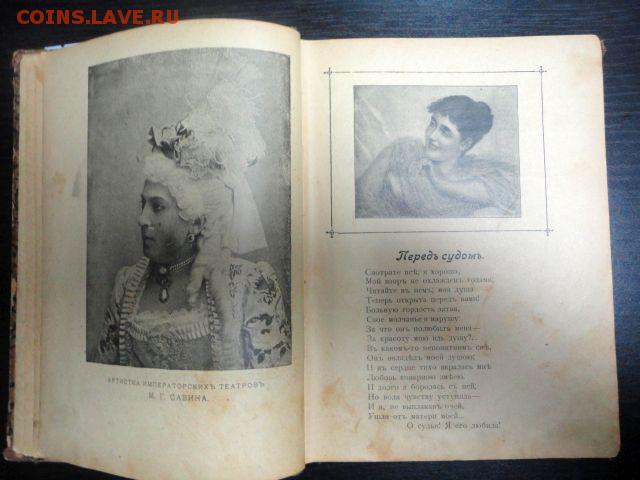 COINS.LAVE.RU
АРТИСТКА ИМПЕРАТОРСКИХЪ ТЕАТРОВЪ
М. Г. САВИНА.
Передъ судомъ.
Смотрите всѣ; я хороша,
Мой взоръ не охлажденъ годами;
Читайте въ немъ; моя душа
Теперь открыта передъ вами!
Больную гордость затая,
Свое молчанье я нарушу:
За что онъ полюбилъ меня—
За красоту мою иль душу?..
Въ какомъ-то непонятномъ снѣ,
Онъ овладѣлъ моей душою;
И въ сердце тихо вкралась мнѣ
Любовь коварною змѣею.
И долго я боролась съ ней;
Но воля чувству уступила—
И я, не выплакавъ очей,
Ушла отъ матери моей...
О судьи! Я его любила!